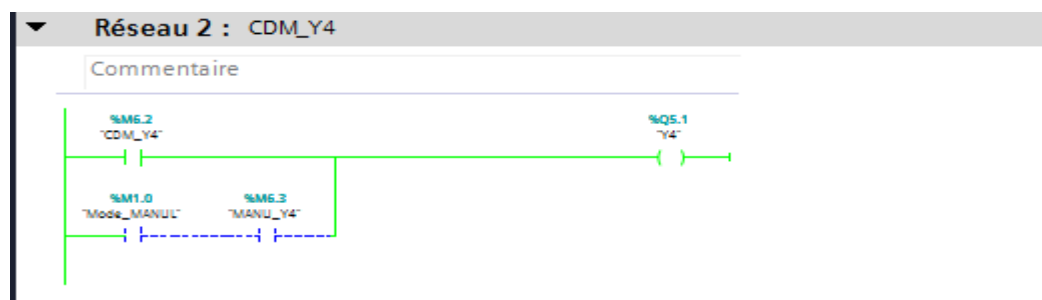 Réseau 2 : CDM_Y4
Commentaire
%M6.2 %Q5.1
"CDM_Y4" "Y4"
%M1.0 %M6.3
"Mode_MANUL" "MANU_Y4"